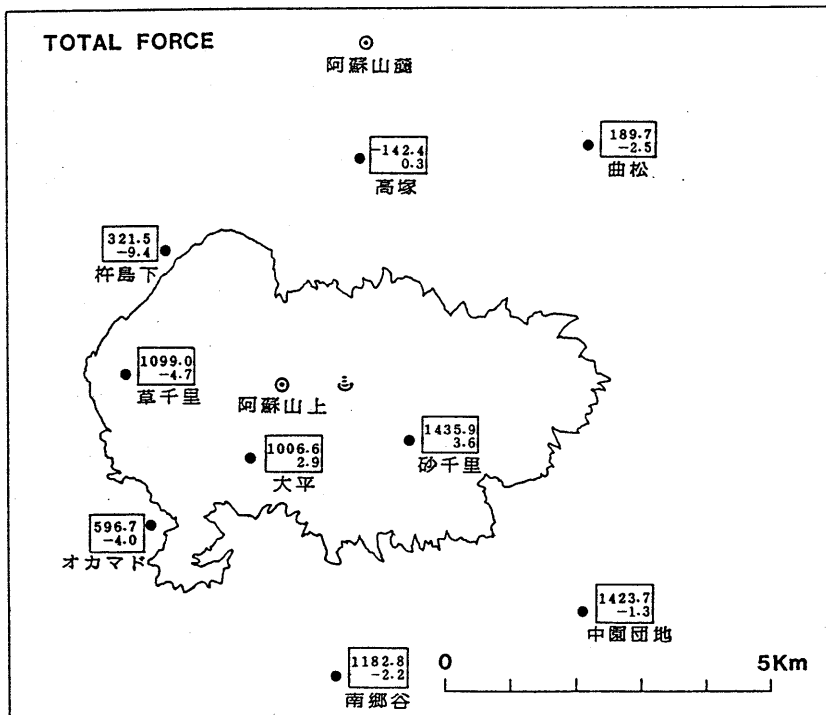 TOTAL FORCE
阿蘇山
-142.4
0.3
高塚
189.7
-2.5
曲松
321.5
-9.4
杵島下
1099.0
-4.7
草千里
阿蘇山上
1006.6
2.9
大平
1435.9
3.6
砂千里
596.7
-4.0
オカマド
1423.7
-1.3
中園団地
1182.8
-2.2
南郷谷
0 5Km